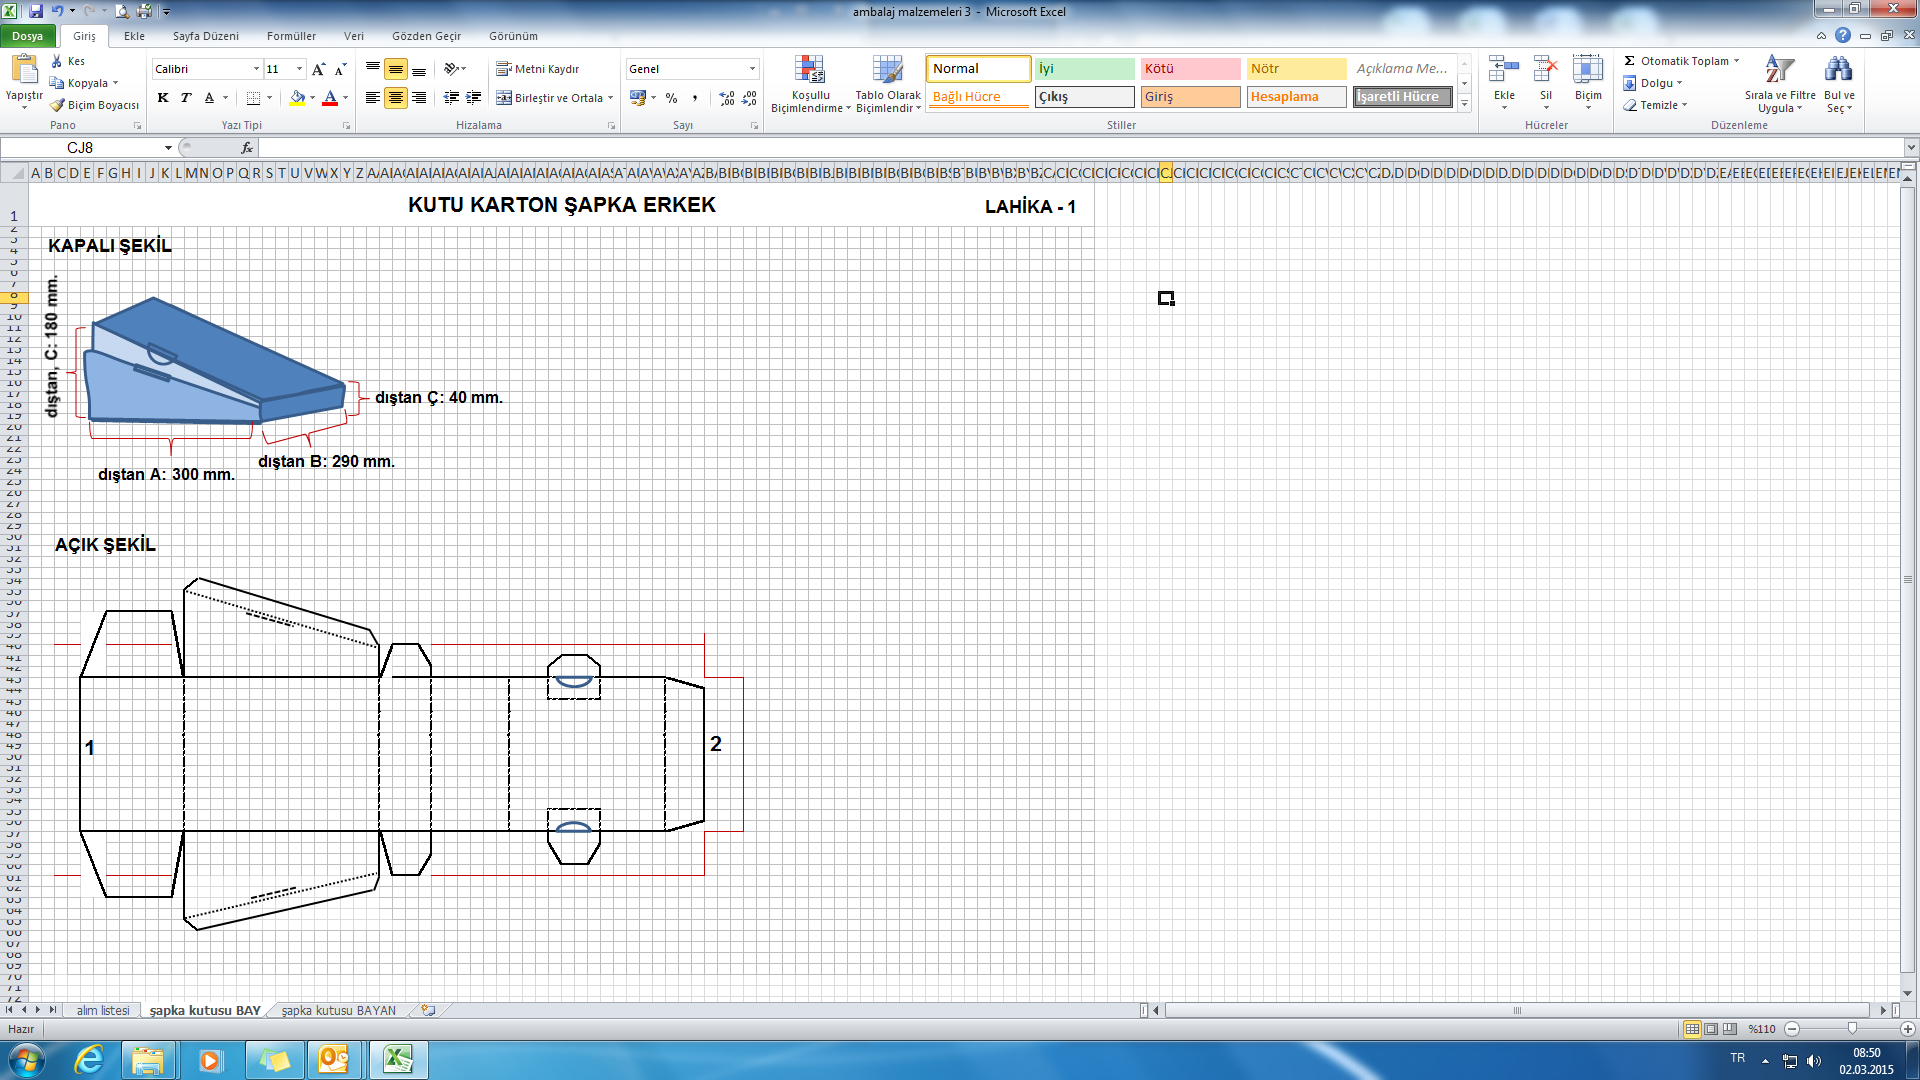 ambalaj malzemeleri 3 - Microsoft Excel
Dosya Giriş Ekle Sayfa Düzeni Formüller Veri Gözden Geçir Görünüm
Yapıştır
Kes
Kopyala
Biçim Boyacısı
Pano
Calibri 11
K T A
Yazı Tipi
Metni Kaydır
Birleştir ve Ortala
Hizalama
Genel
%
Sayı
Koşullu Biçimlendirme
Tablo Olarak Biçimlendir
Normal İyi Kötü Nötr Açıklama Me...
Bağlı Hücre Çıkış Giriş Hesaplama İşaretli Hücre
Stiller
Ekle Sil Biçim
Hücreler
Σ Otomatik Toplam
Dolgu
Temizle
Sırala ve Filtre Uygula
Bul ve Seç
Düzenleme
CJ8
fx
KUTU KARTON ŞAPKA ERKEK
LAHİKA - 1
KAPALI ŞEKİL
dıştan, C: 180 mm.
dıştan Ç: 40 mm.
dıştan B: 290 mm.
dıştan A: 300 mm.
AÇIK ŞEKİL
1
2
alim listesi şapka kutusu BAY şapka kutusu BAYAN
Hazır
%110
TR
08:50
02.03.2015